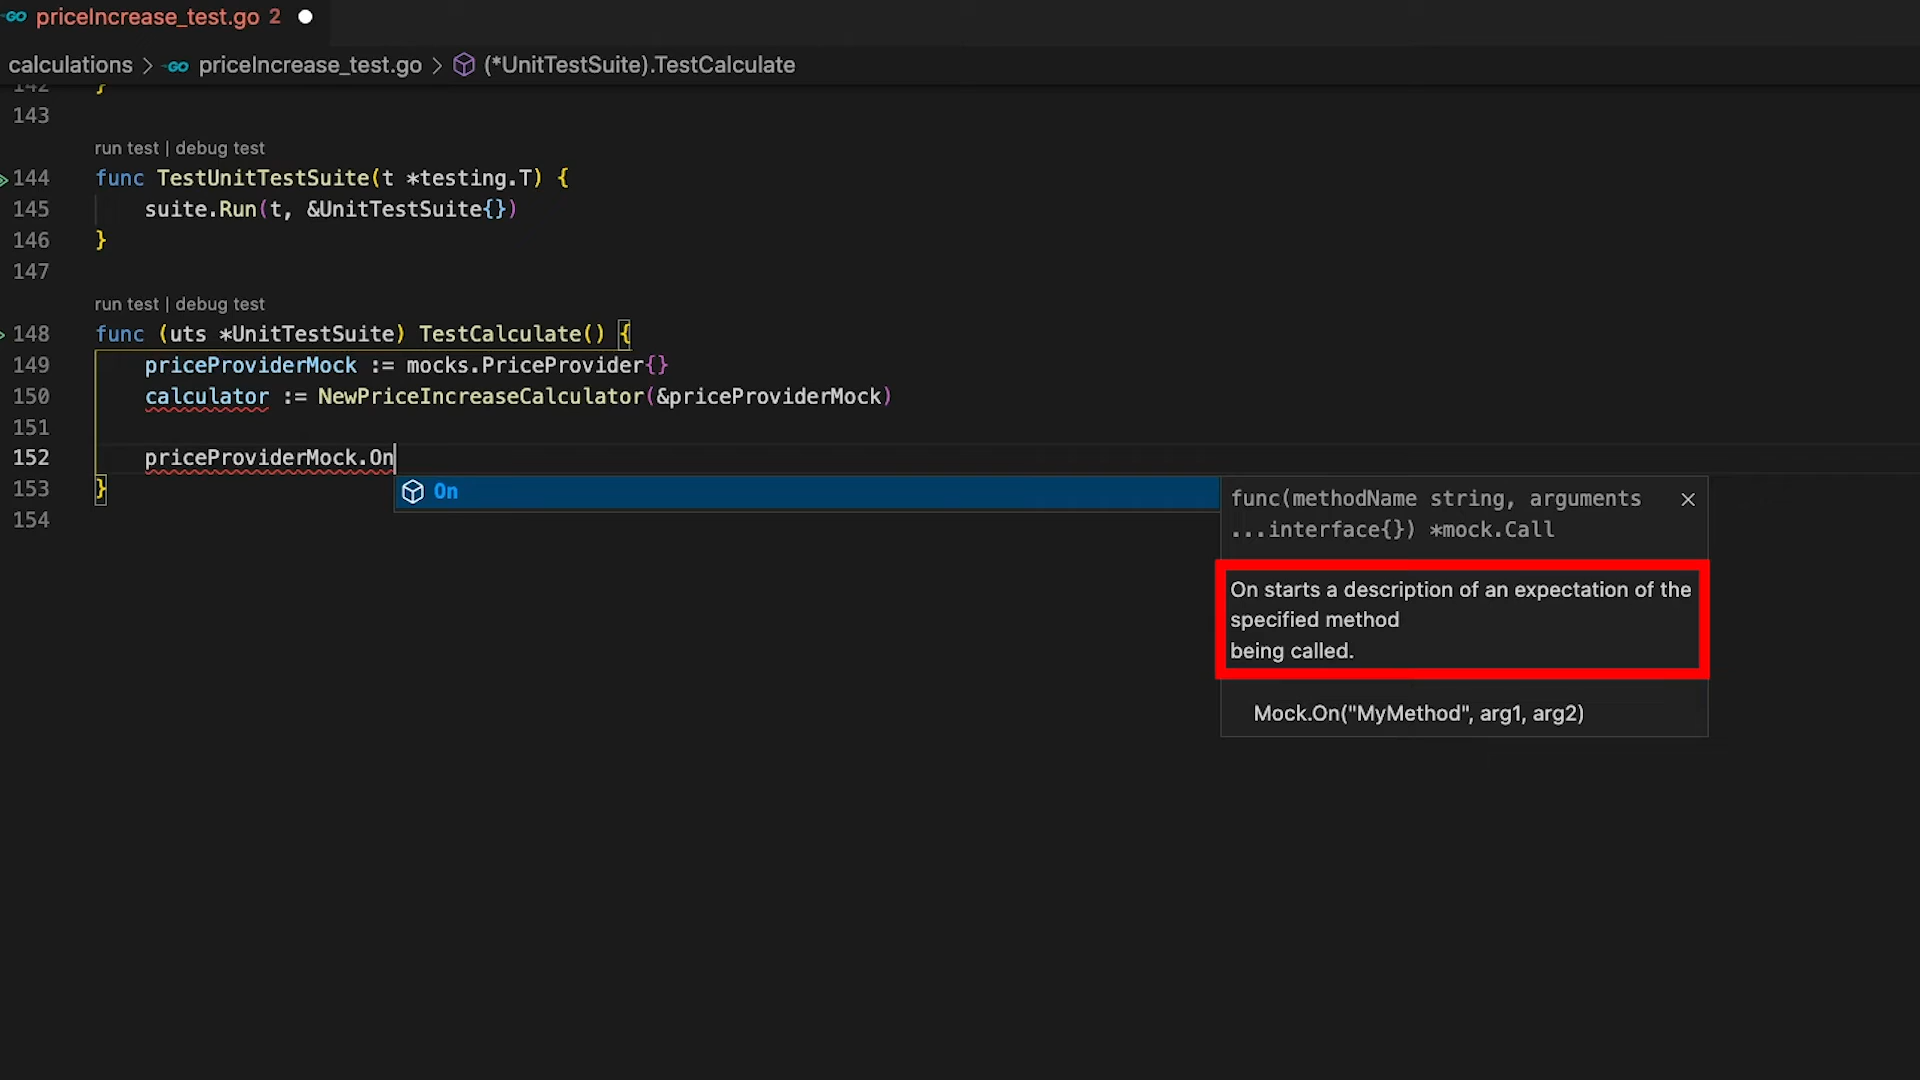 GO priceIncrease_test.go 2
calculations > GO priceIncrease_test.go > (*UnitTestSuite).TestCalculate
142 }
143
run test | debug test
144 func TestUnitTestSuite(t *testing.T) {
145 suite.Run(t, &UnitTestSuite{})
146 }
147
run test | debug test
148 func (uts *UnitTestSuite) TestCalculate() {
149 priceProviderMock := mocks.PriceProvider{}
150 calculator := NewPriceIncreaseCalculator(&priceProviderMock)
151
152 priceProviderMock.On
153 }
154
On
func(methodName string, arguments
...interface{}) *mock.Call
On starts a description of an expectation of the
specified method
being called.
Mock.On("MyMethod", arg1, arg2)